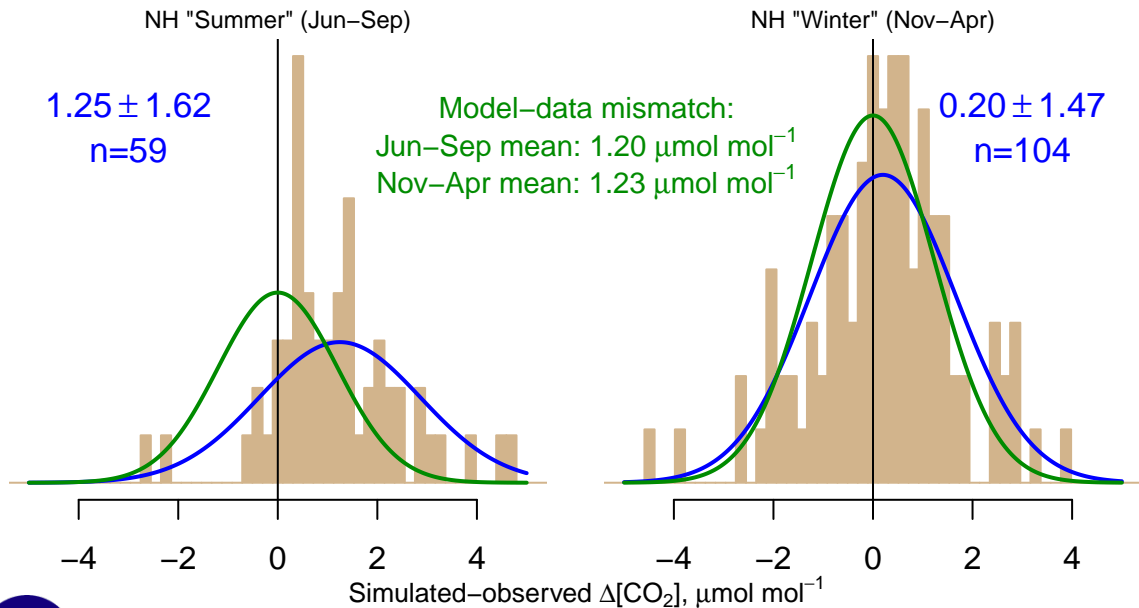 NH "Summer" (Jun−Sep)
NH "Winter" (Nov−Apr)
1.25 ± 1.62
n=59
Model−data mismatch:
Jun−Sep mean: 1.20 μmol mol⁻¹
Nov−Apr mean: 1.23 μmol mol⁻¹
0.20 ± 1.47
n=104
−4 −2 0 2 4
−4 −2 0 2 4
Simulated−observed Δ[CO₂], μmol mol⁻¹